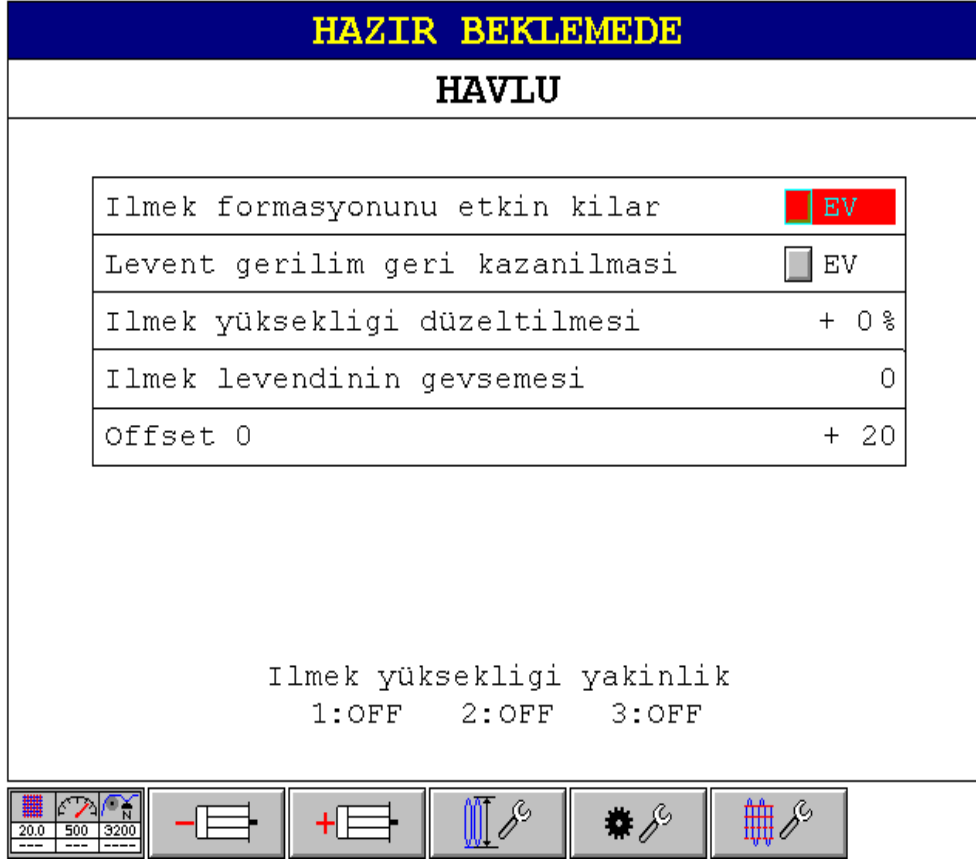 HAZIR BEKLEMEDE
HAVLU
Ilmek formasyonunu etkin kilar EV
Levent gerilim geri kazanilmasi EV
Ilmek yüksekligi düzeltilmesi + 0%
Ilmek levendinin gevsemesi 0
Offset 0 + 20
Ilmek yüksekligi yakinlik
1:OFF 2:OFF 3:OFF
N
20.0 500 3200
--- --- ----